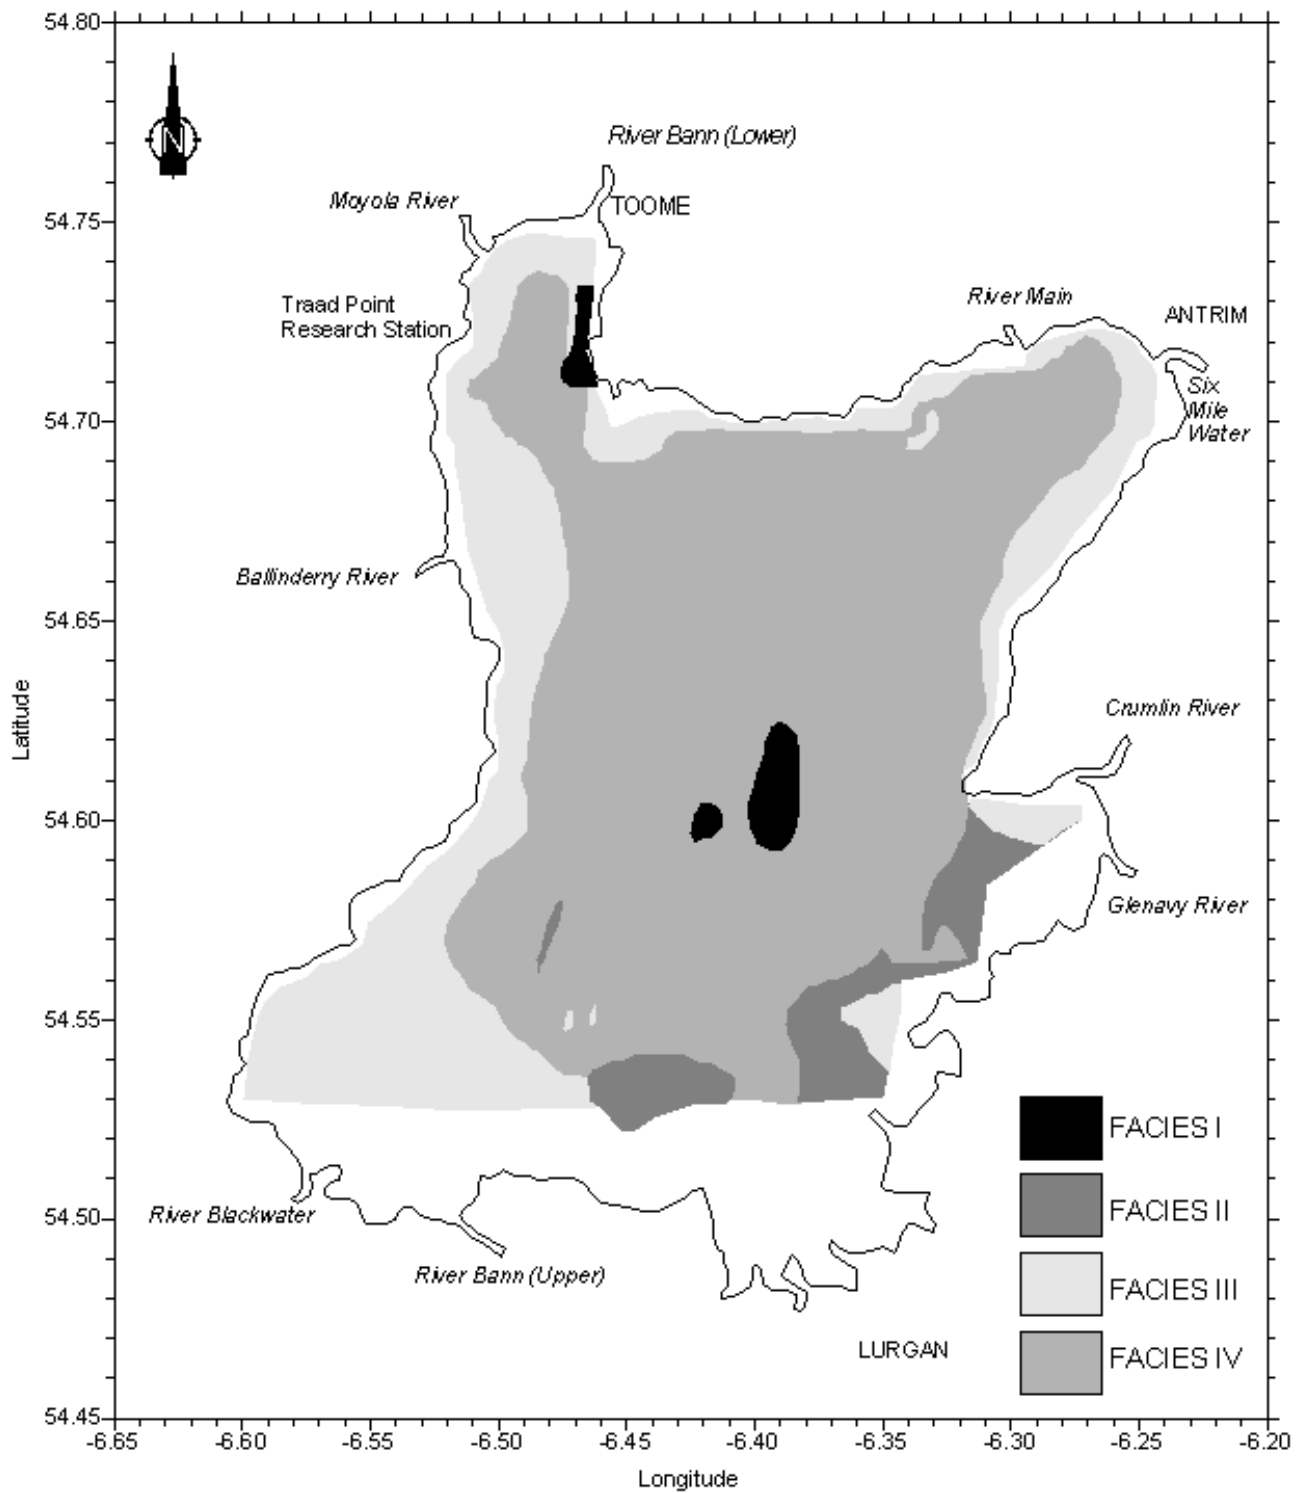 54.80
N
River Bann (Lower)
Moyola River
TOOME
54.75
Traad Point
Research Station
River Main
ANTRIM
Six
Mile
Water
54.70
Ballinderry River
54.65
Latitude
Crumlin River
54.60
Glenavy River
54.55
FACIES I
FACIES II
54.50
River Blackwater
River Bann (Upper)
FACIES III
LURGAN
FACIES IV
54.45
-6.65 -6.60 -6.55 -6.50 -6.45 -6.40 -6.35 -6.30 -6.25 -6.20
Longitude